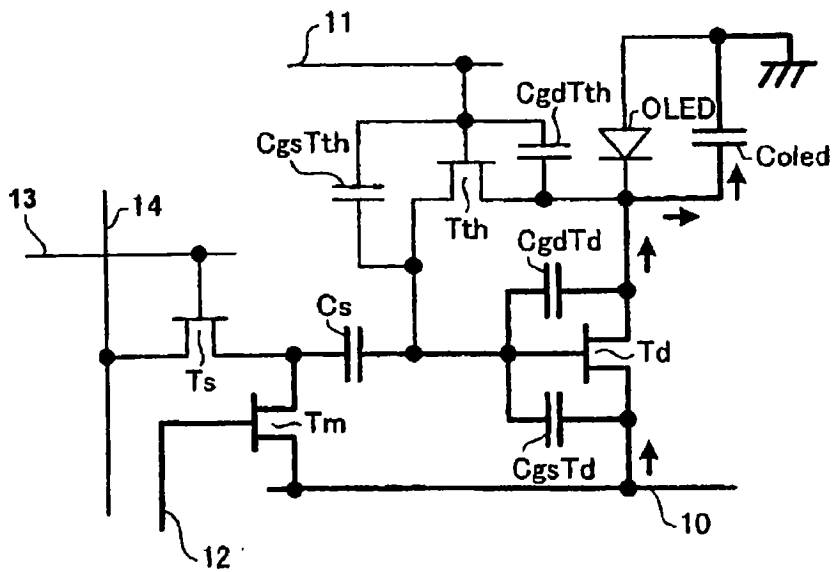 11
CgdTth
OLED
CgsTth
Coled
14
13
Tth
CgdTd
Cs
Ts
Td
Tm
CgsTd
10
12